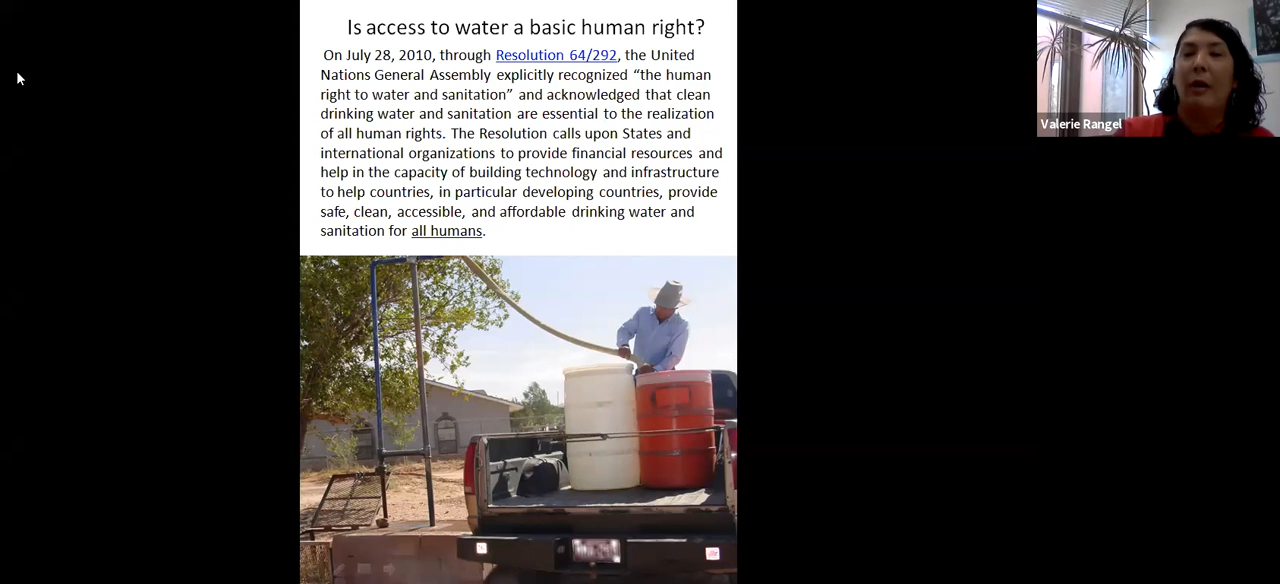 Is access to water a basic human right?
On July 28, 2010, through Resolution 64/292, the United
Nations General Assembly explicitly recognized “the human
right to water and sanitation” and acknowledged that clean
drinking water and sanitation are essential to the realization
of all human rights. The Resolution calls upon States and
international organizations to provide financial resources and
help in the capacity of building technology and infrastructure
to help countries, in particular developing countries, provide
safe, clean, accessible, and affordable drinking water and
sanitation for all humans.
Valerie Rangel